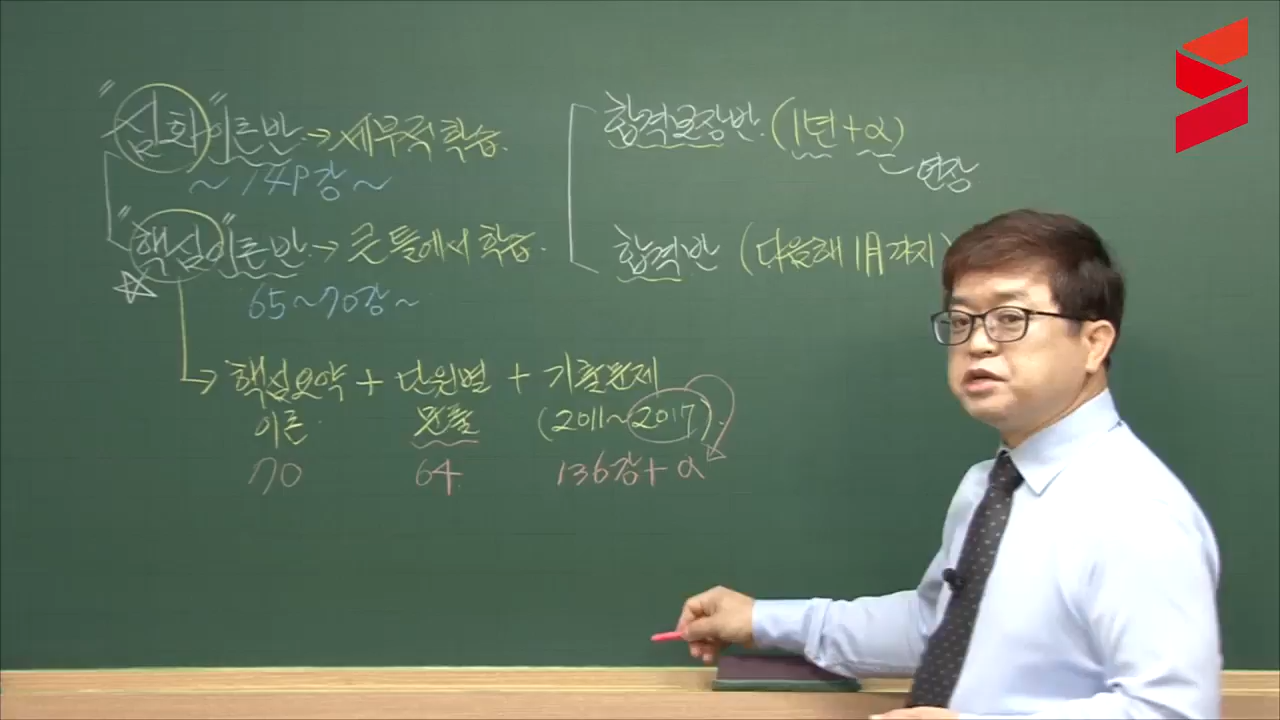 "심화"이론반 → 세부적 학습.
~ 149강 ~
"핵심"이론반 → 큰 틀에서 학습.
65~70강 ~
핵심요약 + 단원별 + 기출문제
이론 문풀 (2011~2017).
70 64 136강 + α
합격보장반. (1년 + α)
~ 연장
합격반 (다음해 1月까지)